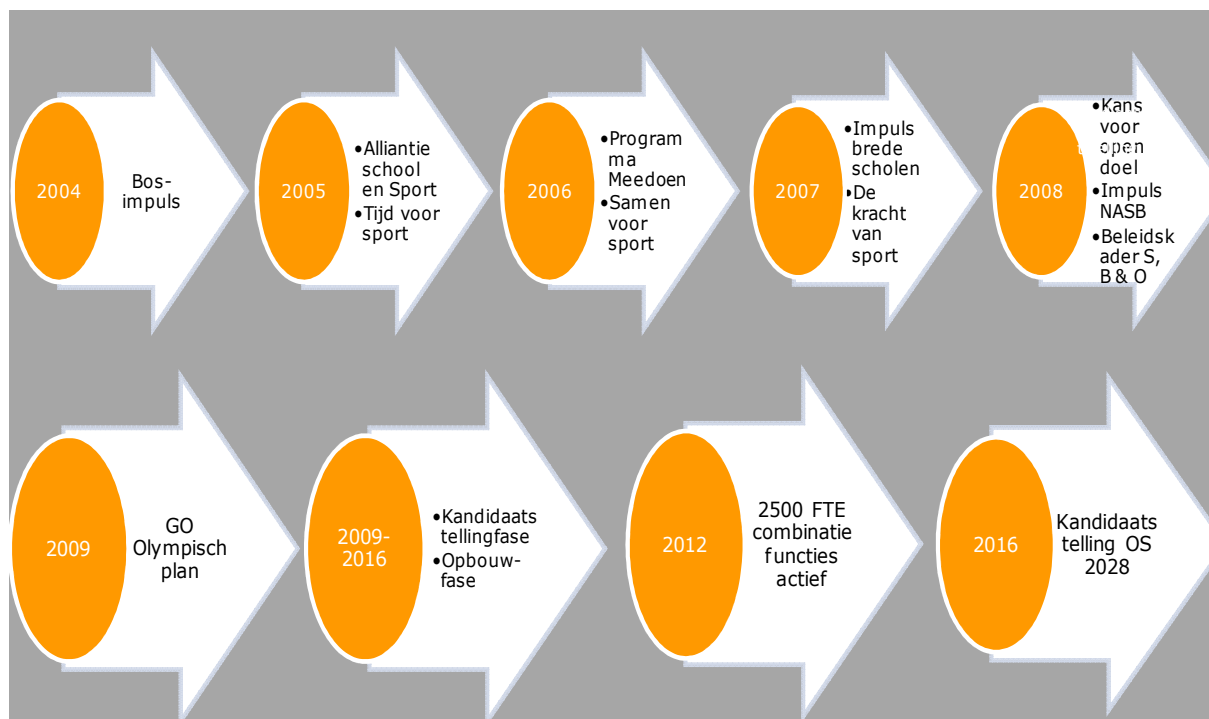 2004
Bos-
impuls
2005
•Alliantie
school
en Sport
•Tijd voor
sport
2006
•Program
ma
Meedoen
•Samen
voor
sport
2007
•Impuls
brede
scholen
•De
kracht
van
sport
2008
•Kans
voor
doel
•Impuls
NASB
•Beleidsk
ader S,
B & O
2009
GO
Olympisch
plan
2009-
2016
•Kandidaats
tellingfase
•Opbouw-
fase
2012
2500 FTE
combinatie
functies
actief
2016
Kandidaats
telling OS
2028